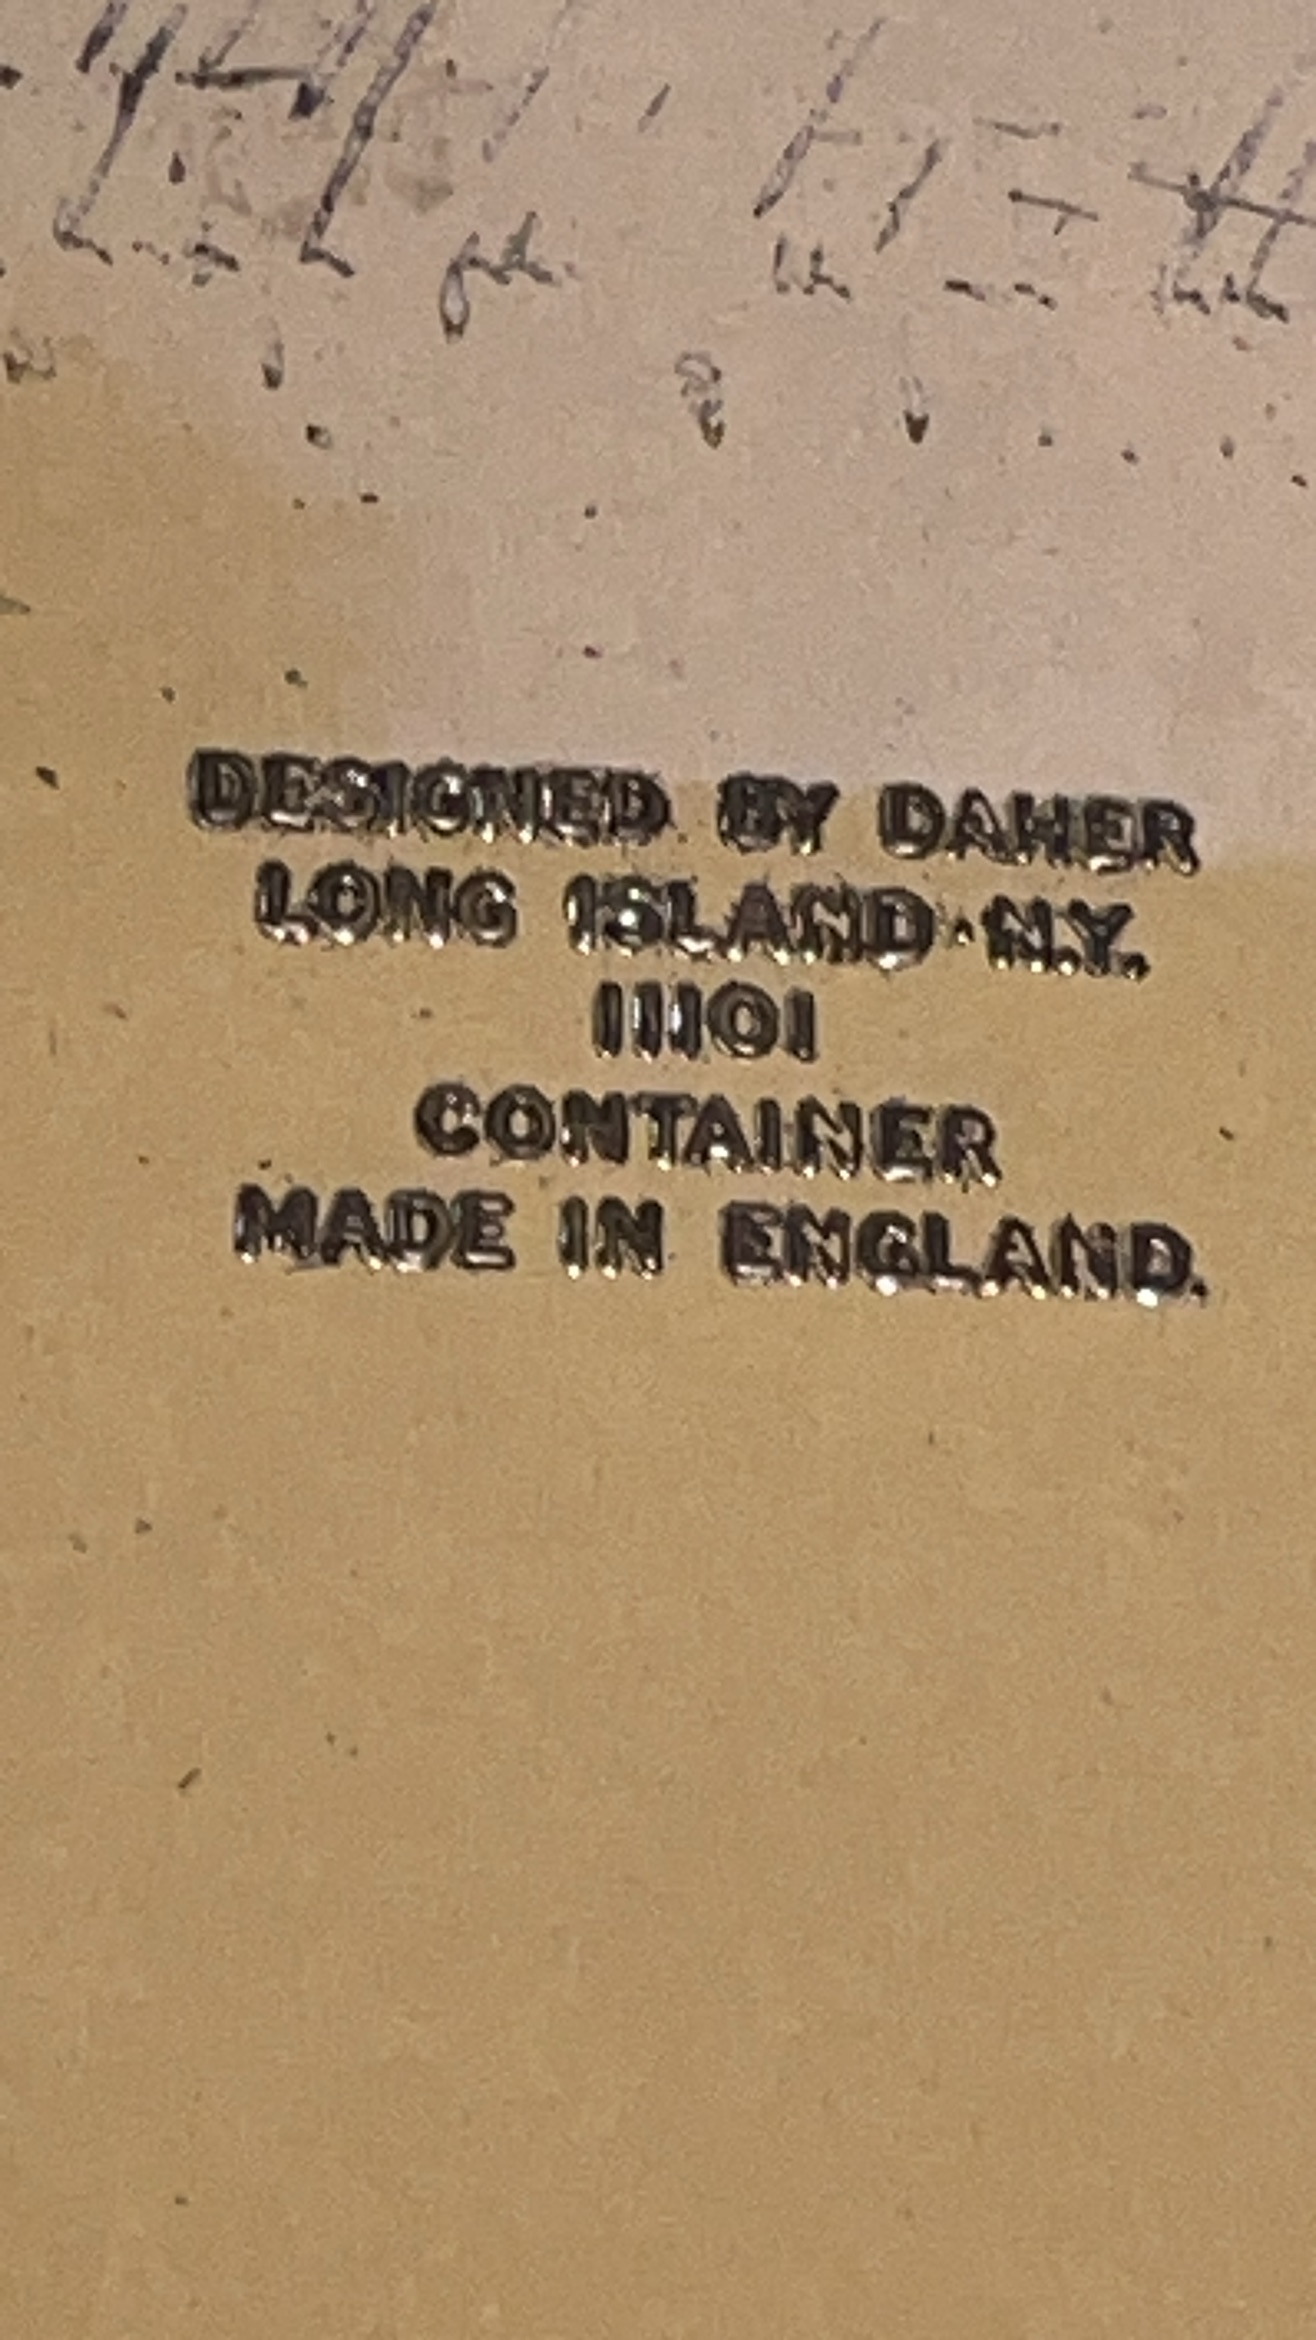 DESIGNED BY DAHER
LONG ISLAND·N.Y.
11101
CONTAINER
MADE IN ENGLAND.